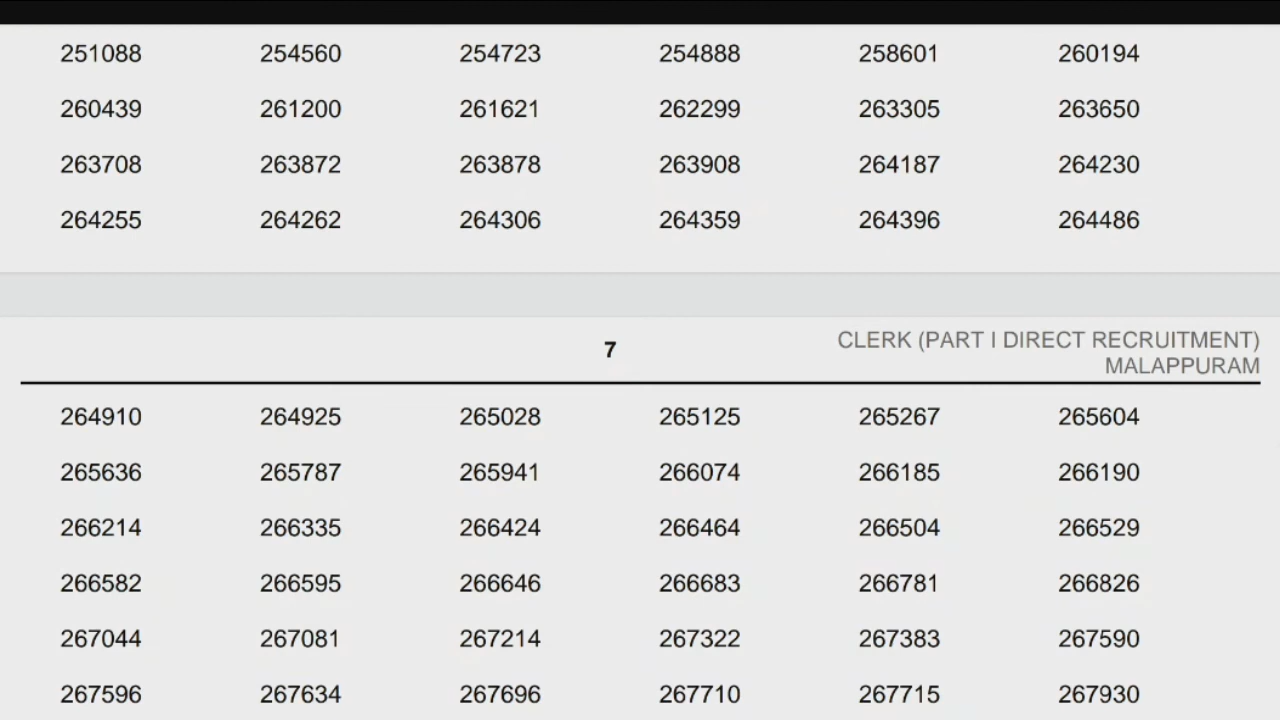 251088 254560 254723 254888 258601 260194
260439 261200 261621 262299 263305 263650
263708 263872 263878 263908 264187 264230
264255 264262 264306 264359 264396 264486
7
CLERK (PART I DIRECT RECRUITMENT)
MALAPPURAM
264910 264925 265028 265125 265267 265604
265636 265787 265941 266074 266185 266190
266214 266335 266424 266464 266504 266529
266582 266595 266646 266683 266781 266826
267044 267081 267214 267322 267383 267590
267596 267634 267696 267710 267715 267930